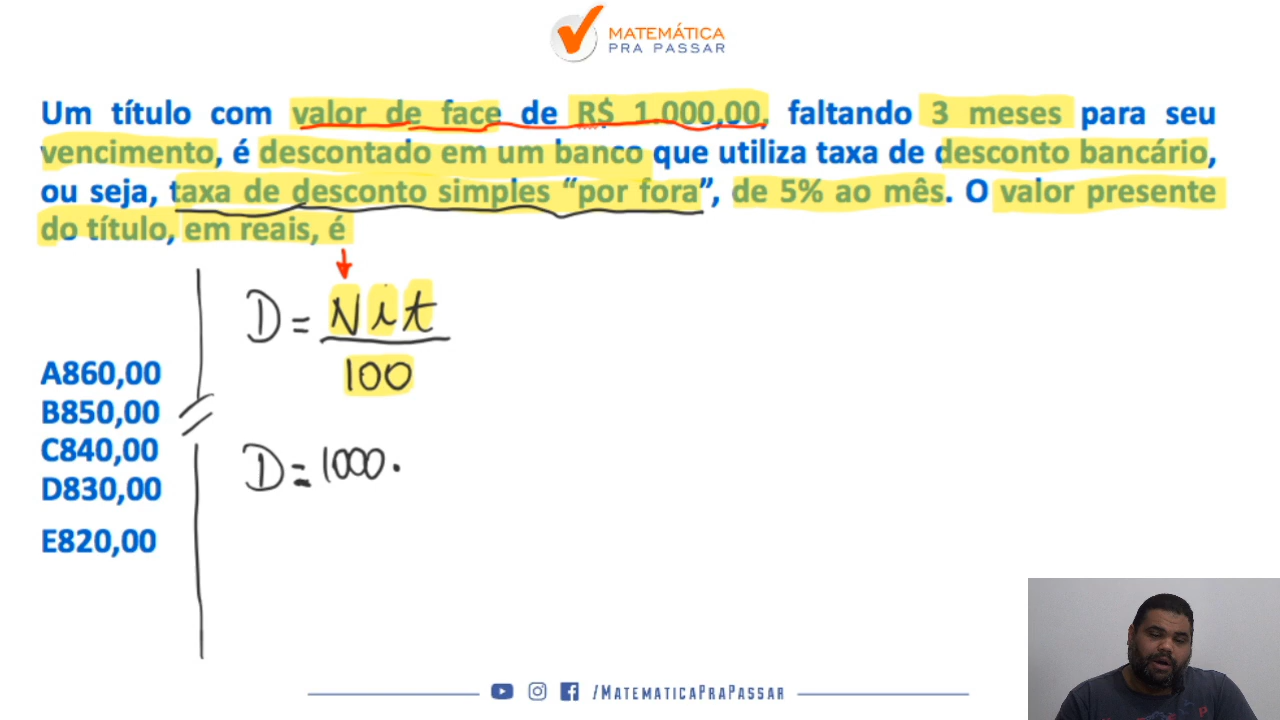 MATEMÁTICA
PRA PASSAR
Um título com valor de face de R$ 1.000,00, faltando 3 meses para seu
vencimento, é descontado em um banco que utiliza taxa de desconto bancário,
ou seja, taxa de desconto simples “por fora”, de 5% ao mês. O valor presente
do título, em reais, é
D = Nit
100
A860,00
B850,00
C840,00
D830,00
E820,00
D = 1000 .
/MATEMATICAPRAPASSAR